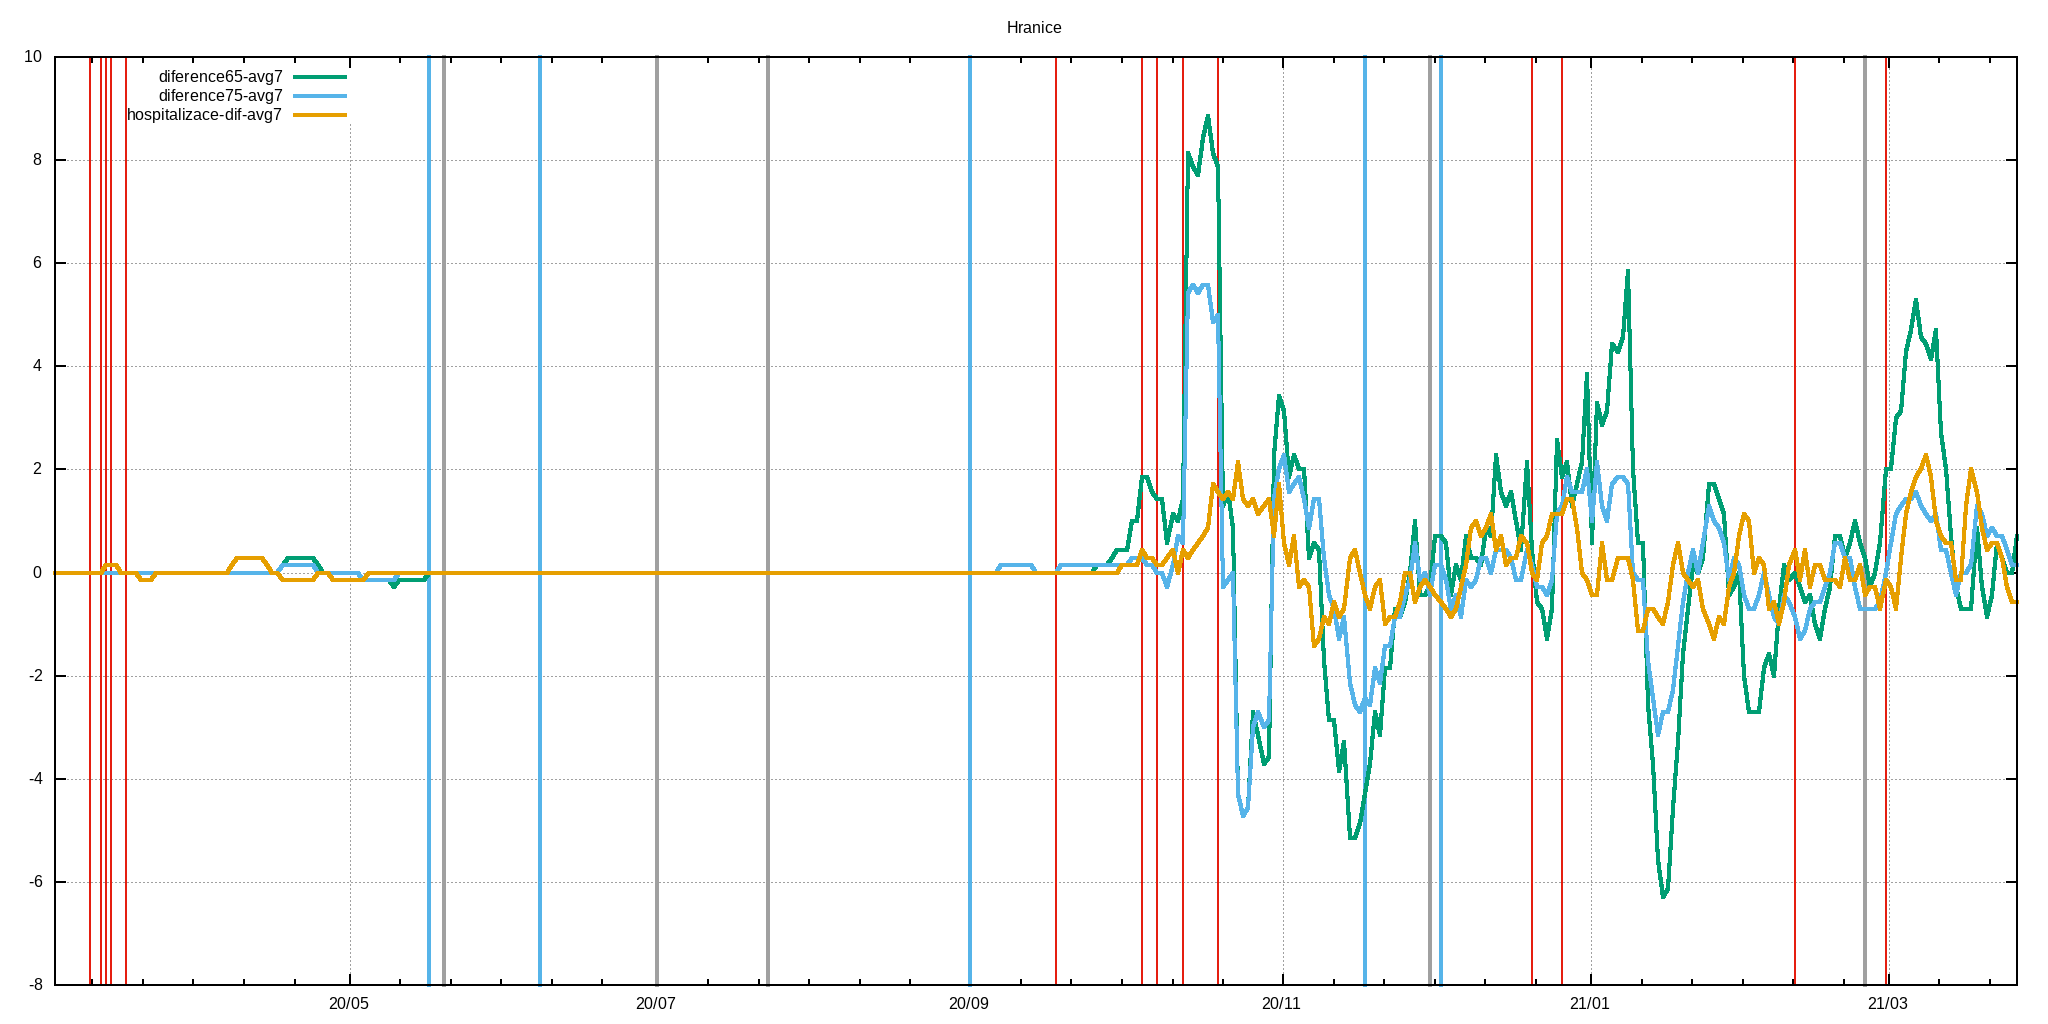 Hranice
diference65-avg7
diference75-avg7
hospitalizace-dif-avg7
10
8
6
4
2
0
-2
-4
-6
-8
20/05 20/07 20/09 20/11 21/01 21/03